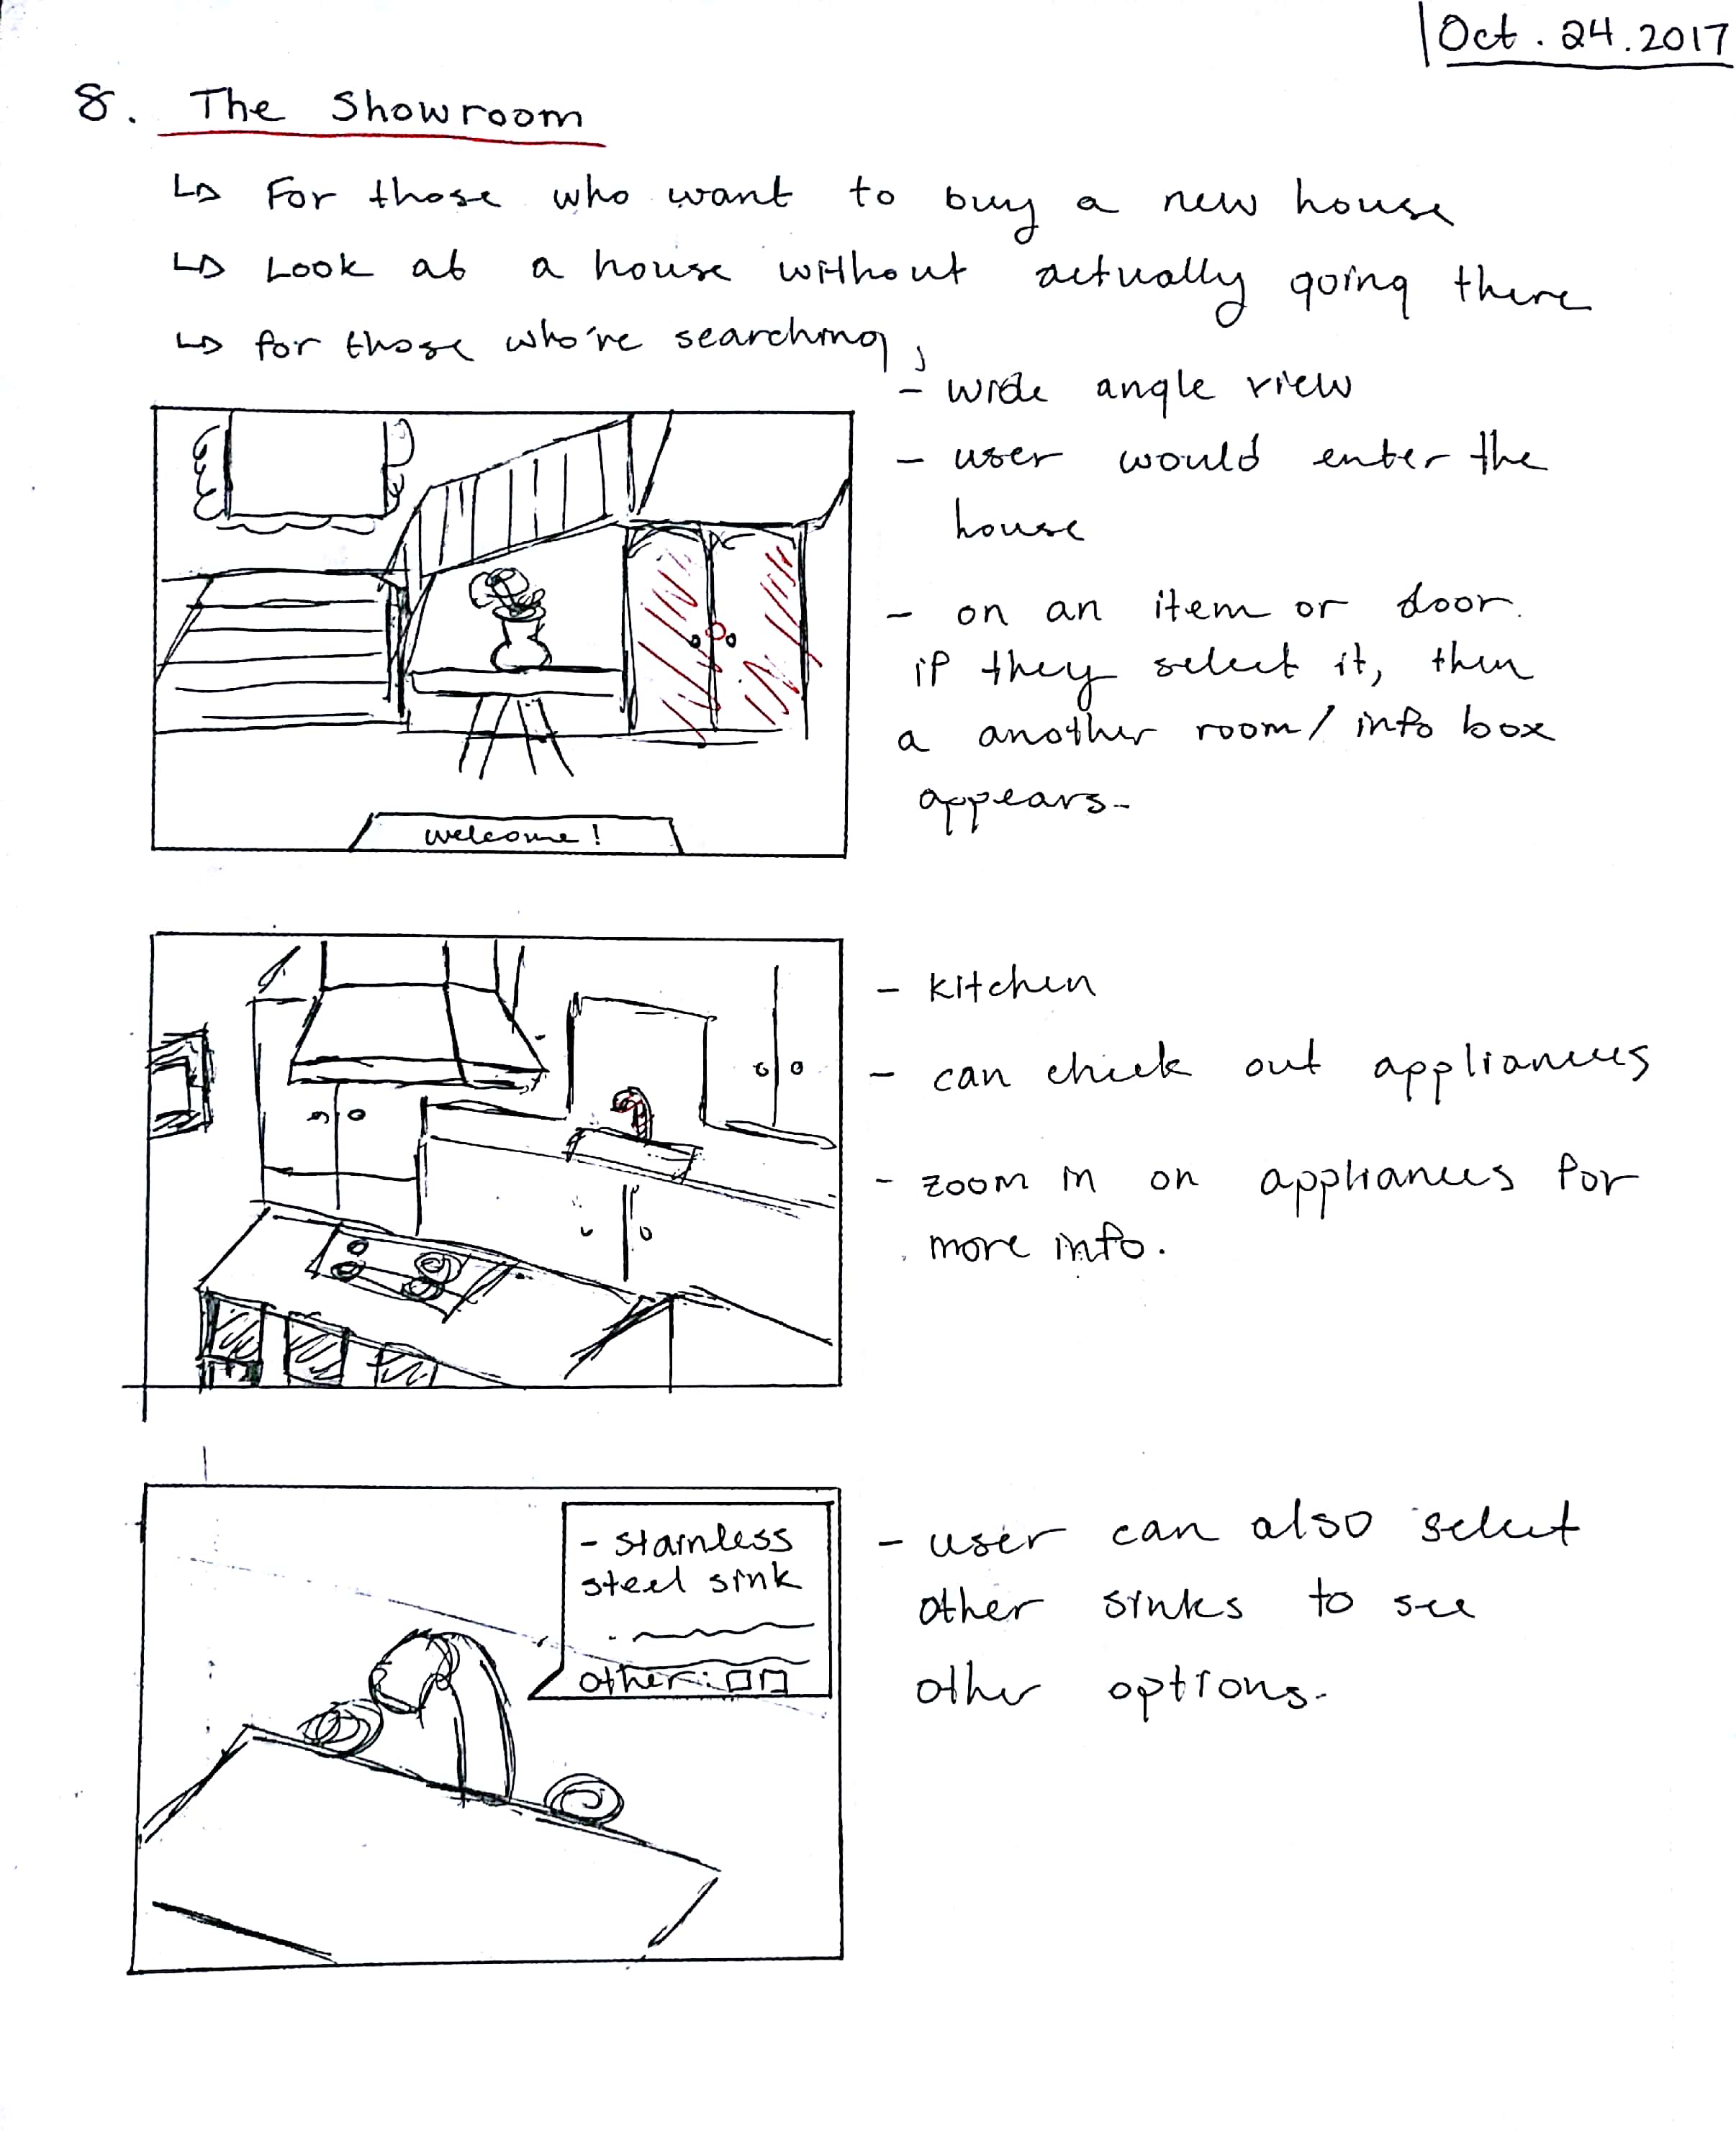 Oct. 24. 2017
8. The Showroom
↳ For those who want to buy a new house
↳ Look at a house without actually going there
↳ for those who're searching
- wide angle view
- user would enter the
house
- on an item or door.
if they select it, then
a another room/info box
appears.
welcome!
- kitchen
- can check out appliances
- zoom in on appliances for
more info.
- stainless
steel sink
other:
- user can also select
other sinks to see
other options.